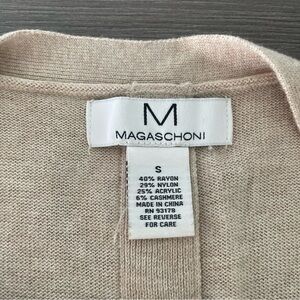 M
MAGASCHONI
S
40% RAYON
29% NYLON
25% ACRYLIC
6% CASHMERE
MADE IN CHINA
RN 93178
SEE REVERSE
FOR CARE